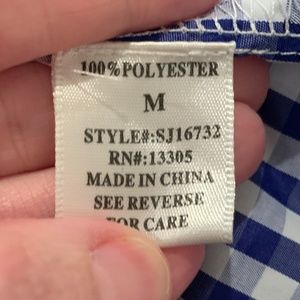 100%POLYESTER
M
STYLE#:SJ16732
RN#:13305
MADE IN CHINA
SEE REVERSE
FOR CARE